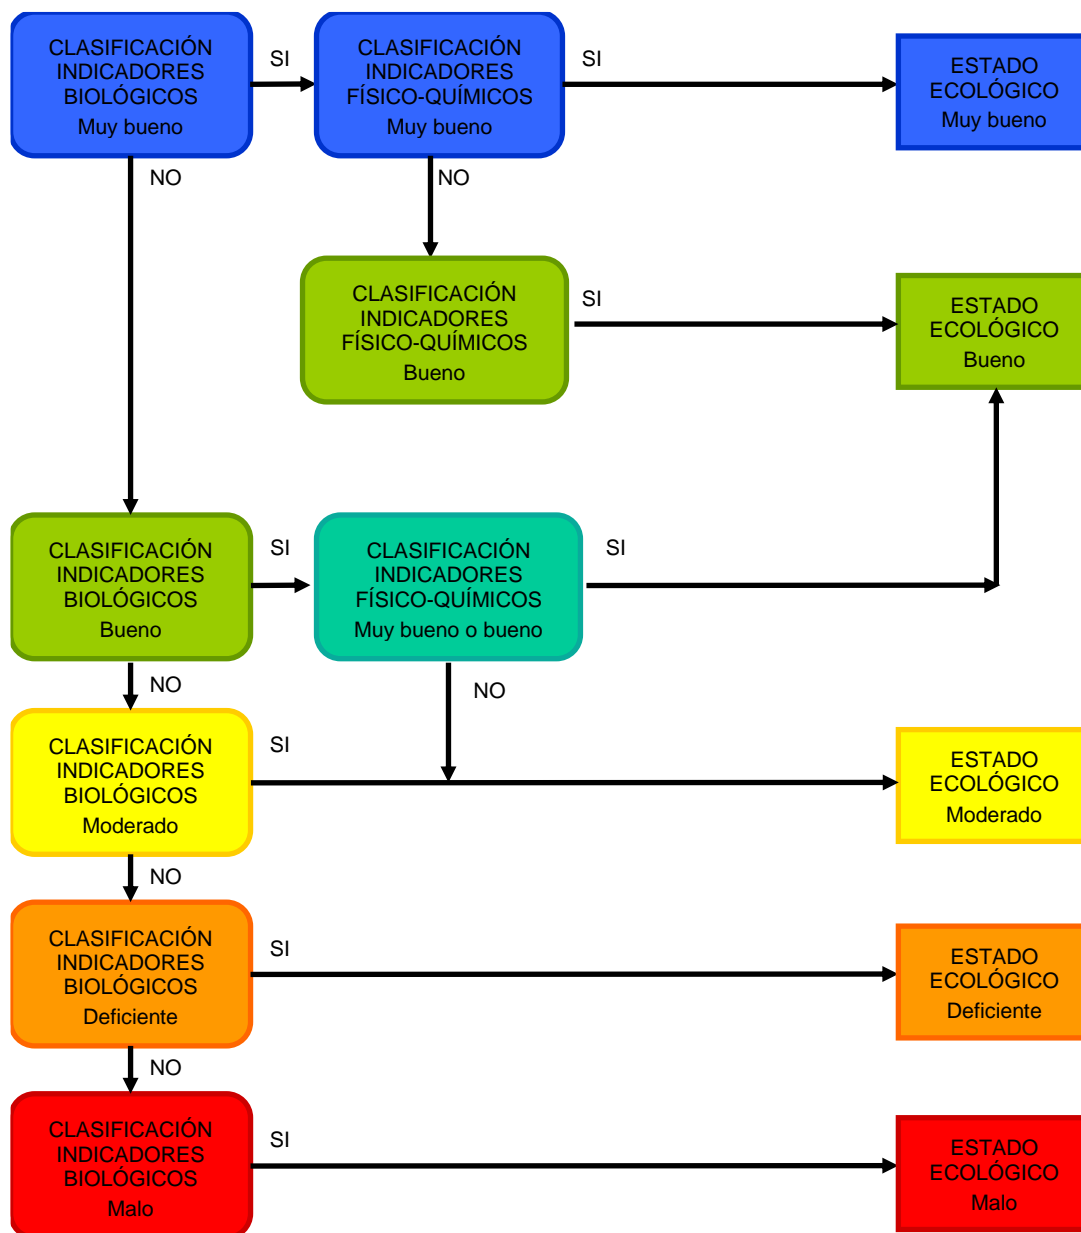 CLASIFICACIÓN
INDICADORES
BIOLÓGICOS
Muy bueno
SI
CLASIFICACIÓN
INDICADORES
FÍSICO-QUÍMICOS
Muy bueno
SI
ESTADO
ECOLÓGICO
Muy bueno
NO
NO
CLASIFICACIÓN
INDICADORES
FÍSICO-QUÍMICOS
Bueno
SI
ESTADO
ECOLÓGICO
Bueno
CLASIFICACIÓN
INDICADORES
BIOLÓGICOS
Bueno
SI
CLASIFICACIÓN
INDICADORES
FÍSICO-QUÍMICOS
Muy bueno o bueno
SI
NO
NO
CLASIFICACIÓN
INDICADORES
BIOLÓGICOS
Moderado
SI
ESTADO
ECOLÓGICO
Moderado
NO
CLASIFICACIÓN
INDICADORES
BIOLÓGICOS
Deficiente
SI
ESTADO
ECOLÓGICO
Deficiente
NO
CLASIFICACIÓN
INDICADORES
BIOLÓGICOS
Malo
SI
ESTADO
ECOLÓGICO
Malo